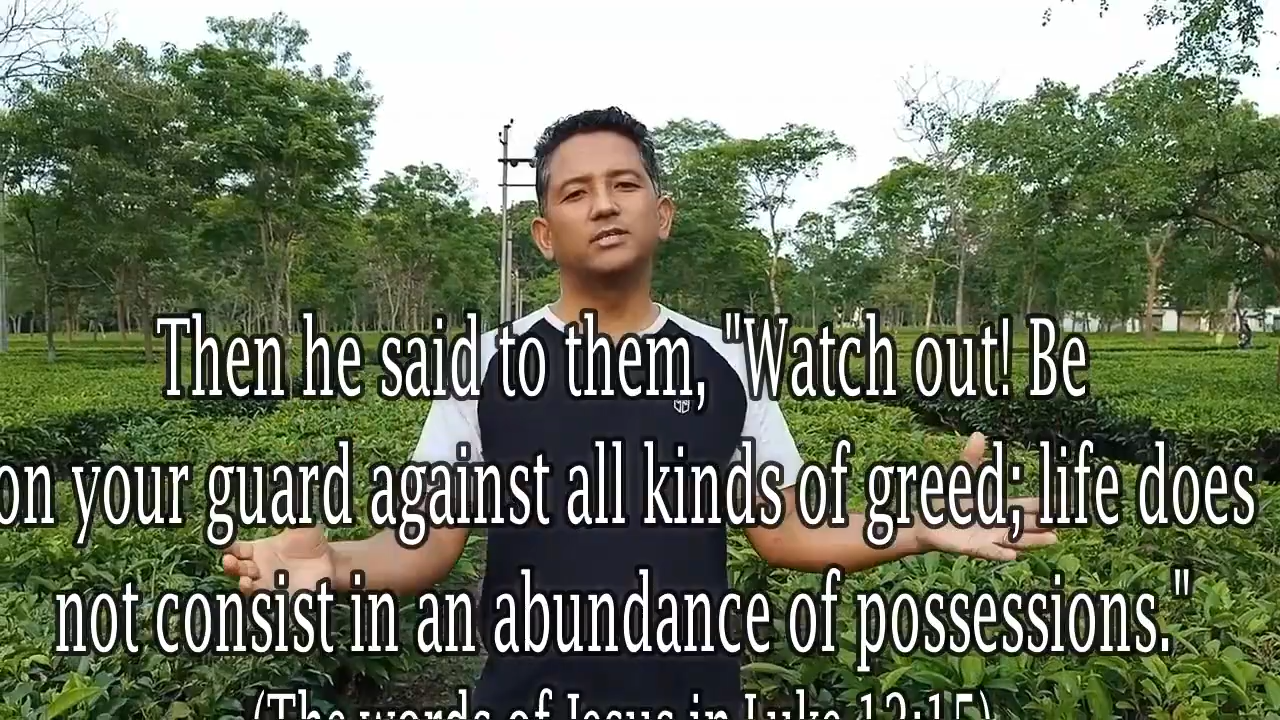 Then he said to them, "Watch out! Be
on your guard against all kinds of greed; life does
not consist in an abundance of possessions."
(The words of Jesus in Luke 12:15)